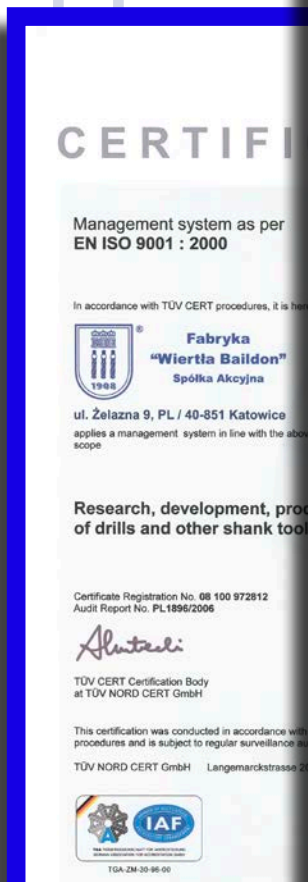 CERTIFI
Management system as per
EN ISO 9001 : 2000
In accordance with TÜV CERT procedures, it is her
®
1908
Fabryka
"Wiertła Baildon"
Spółka Akcyjna
ul. Żelazna 9, PL / 40-851 Katowice
applies a management system in line with the abov
scope
Research, development, prod
of drills and other shank tool
Certificate Registration No. 08 100 972812
Audit Report No. PL1896/2006
TÜV CERT Certification Body
at TÜV NORD CERT GmbH
This certification was conducted in accordance with
procedures and is subject to regular surveillance au
TÜV NORD CERT GmbH Langemarckstrasse 20
IAF
TGA-ZM-30-96-00